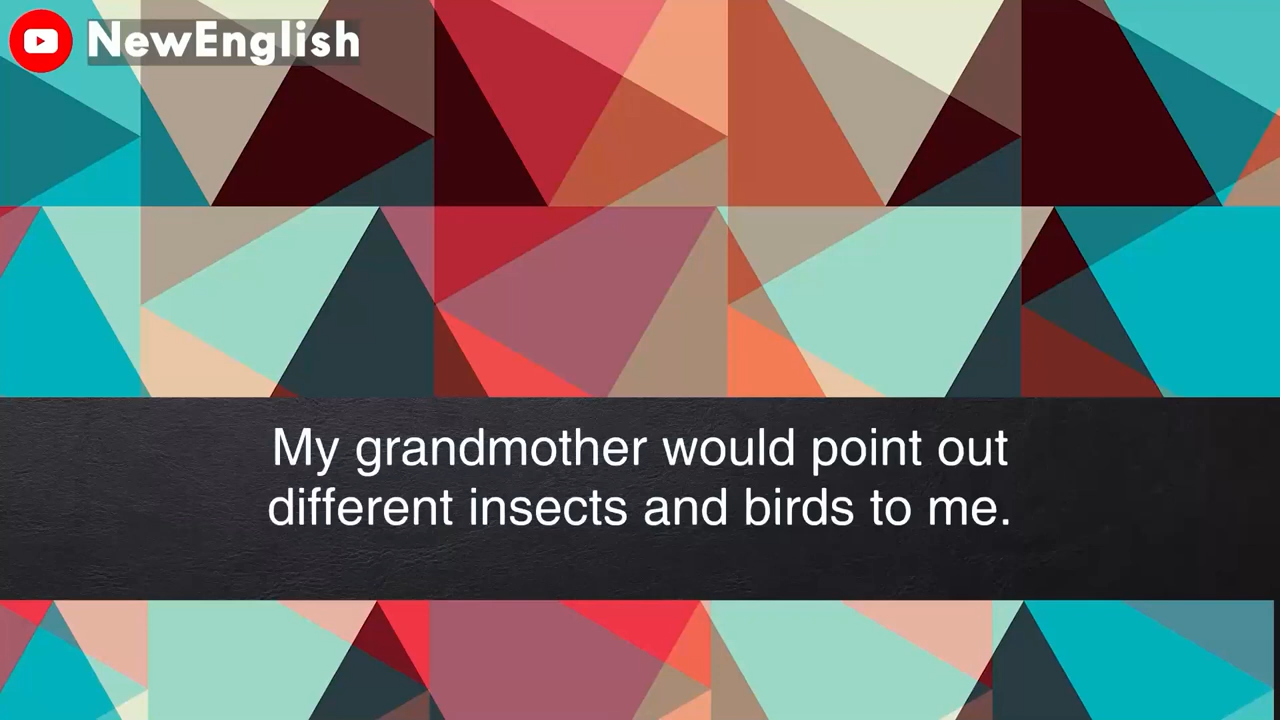 NewEnglish
My grandmother would point out
different insects and birds to me.